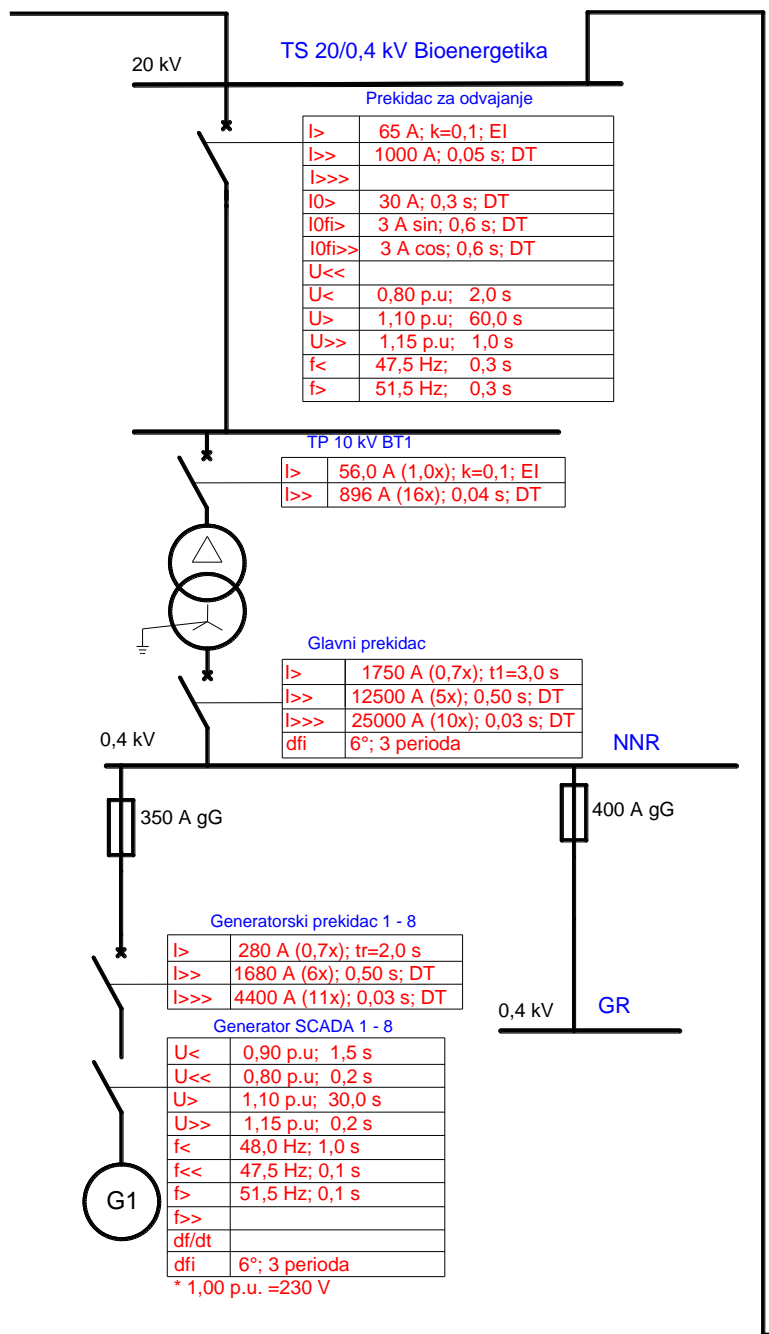 TS 20/0,4 kV Bioenergetika
20 kV
Prekidac za odvajanje
I> 65 A; k=0,1; EI
I>> 1000 A; 0,05 s; DT
I>>>
I0> 30 A; 0,3 s; DT
I0fi> 3 A sin; 0,6 s; DT
I0fi>> 3 A cos; 0,6 s; DT
U<<
U< 0,80 p.u; 2,0 s
U> 1,10 p.u; 60,0 s
U>> 1,15 p.u; 1,0 s
f< 47,5 Hz; 0,3 s
f> 51,5 Hz; 0,3 s
TP 10 kV BT1
I> 56,0 A (1,0x); k=0,1; EI
I>> 896 A (16x); 0,04 s; DT
Glavni prekidac
I> 1750 A (0,7x); t1=3,0 s
I>> 12500 A (5x); 0,50 s; DT
I>>> 25000 A (10x); 0,03 s; DT
dfi 6°; 3 perioda
0,4 kV
NNR
350 A gG
400 A gG
Generatorski prekidac 1 - 8
I> 280 A (0,7x); tr=2,0 s
I>> 1680 A (6x); 0,50 s; DT
I>>> 4400 A (11x); 0,03 s; DT
0,4 kV
GR
Generator SCADA 1 - 8
U< 0,90 p.u; 1,5 s
U<< 0,80 p.u; 0,2 s
U> 1,10 p.u; 30,0 s
U>> 1,15 p.u; 0,2 s
f< 48,0 Hz; 1,0 s
f<< 47,5 Hz; 0,1 s
f> 51,5 Hz; 0,1 s
f>>
df/dt
dfi 6°; 3 perioda
G1
* 1,00 p.u. =230 V